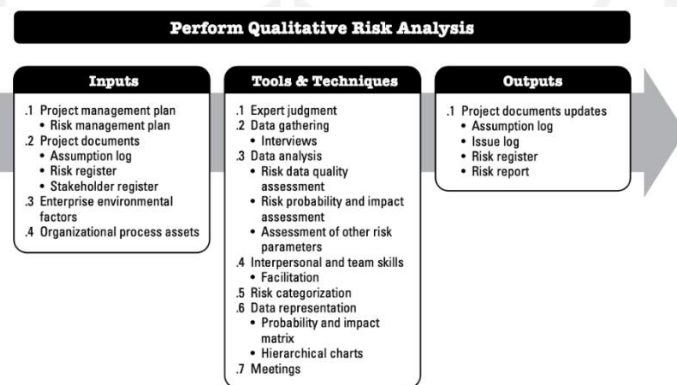 Perform Qualitative Risk Analysis
Inputs
.1 Project management plan
• Risk management plan
.2 Project documents
• Assumption log
• Risk register
• Stakeholder register
.3 Enterprise environmental
factors
.4 Organizational process assets
Tools & Techniques
.1 Expert judgment
.2 Data gathering
• Interviews
.3 Data analysis
• Risk data quality
assessment
• Risk probability and impact
assessment
• Assessment of other risk
parameters
.4 Interpersonal and team skills
• Facilitation
.5 Risk categorization
.6 Data representation
• Probability and impact
matrix
• Hierarchical charts
.7 Meetings
Outputs
.1 Project documents updates
• Assumption log
• Issue log
• Risk register
• Risk report